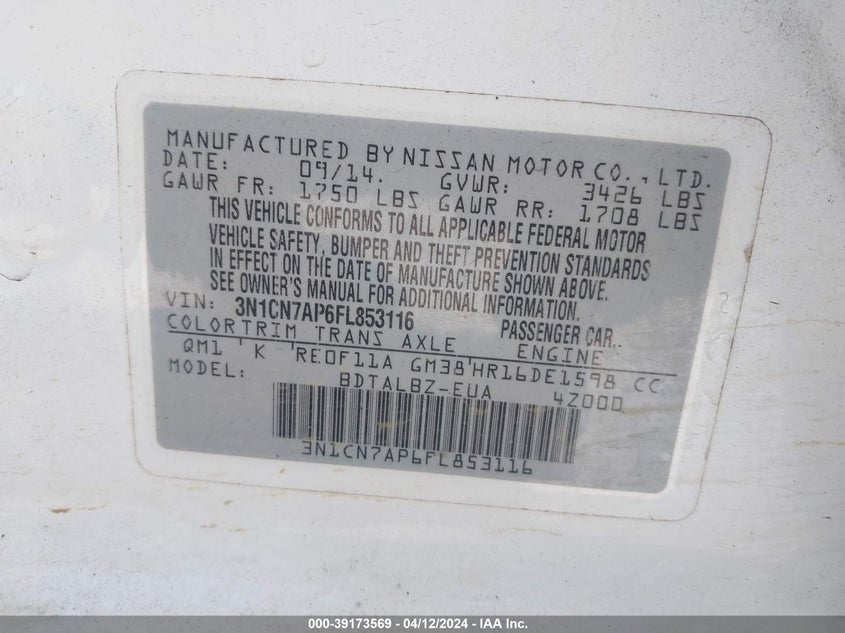 MANUFACTURED BY NISSAN MOTOR CO., LTD.
DATE: 09/14. GVWR: 3426 LBS
GAWR FR: 1750 LBS GAWR RR: 1708 LBS
THIS VEHICLE CONFORMS TO ALL APPLICABLE FEDERAL MOTOR
VEHICLE SAFETY, BUMPER AND THEFT PREVENTION STANDARDS
IN EFFECT ON THE DATE OF MANUFACTURE SHOWN ABOVE.
SEE OWNER'S MANUAL FOR ADDITIONAL INFORMATION.
VIN: 3N1CN7AP6FL853116 PASSENGER CAR..
COLORTRIM TRANS AXLE ENGINE
QM1 'K 'RE0F11A GM38'HR16DE1598 CC
MODEL: BDTALBZ-EUA 4Z000
3N1CN7AP6FL853116
000-39173569 - 04/12/2024 - IAA Inc.